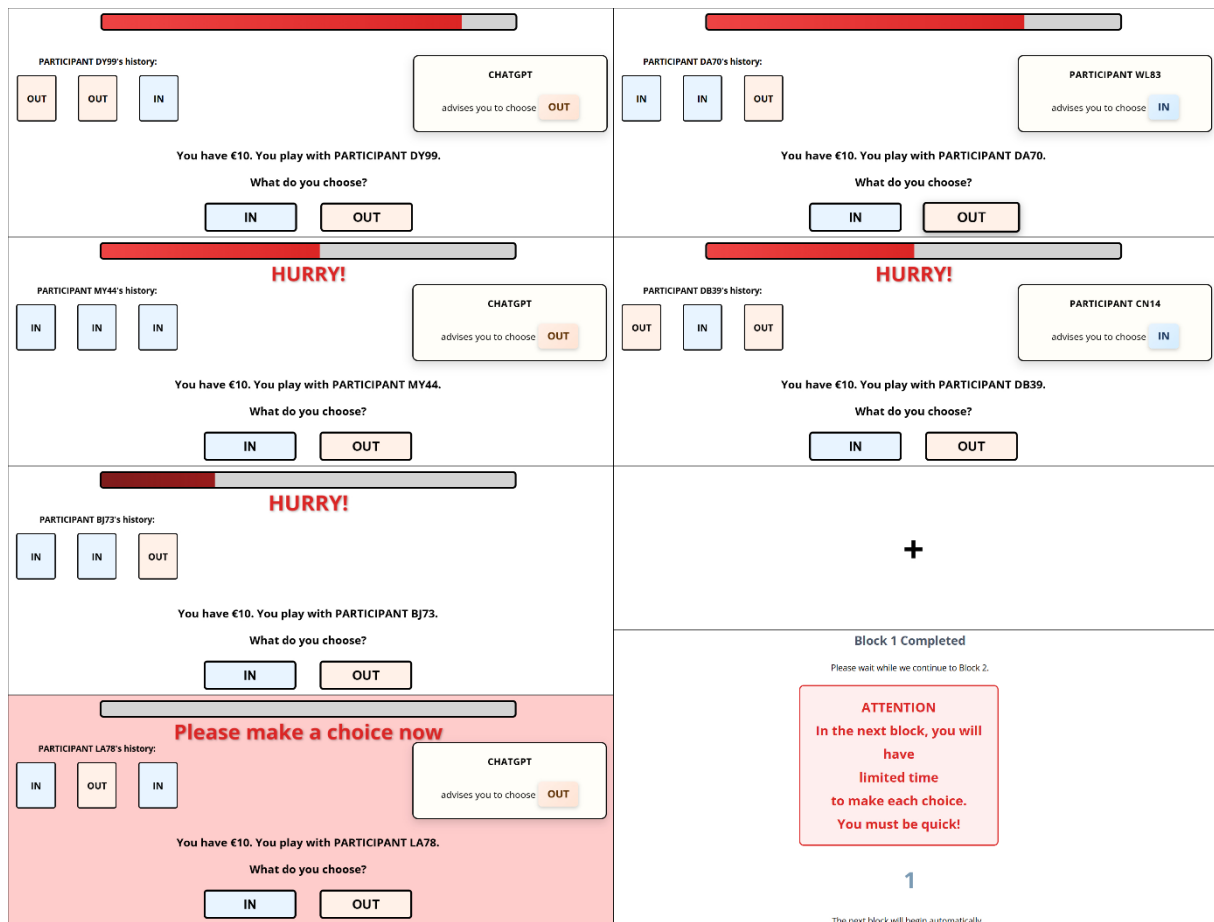 PARTICIPANT DY99's history:
OUT OUT IN
CHATGPT
advises you to choose OUT
You have €10. You play with PARTICIPANT DY99.
What do you choose?
IN OUT
PARTICIPANT DA70's history:
IN IN OUT
PARTICIPANT WL83
advises you to choose IN
You have €10. You play with PARTICIPANT DA70.
What do you choose?
IN OUT
HURRY!
PARTICIPANT MY44's history:
IN IN IN
CHATGPT
advises you to choose OUT
You have €10. You play with PARTICIPANT MY44.
What do you choose?
IN OUT
HURRY!
PARTICIPANT DB39's history:
OUT IN OUT
PARTICIPANT CN14
advises you to choose IN
You have €10. You play with PARTICIPANT DB39.
What do you choose?
IN OUT
HURRY!
PARTICIPANT BJ73's history:
IN IN OUT
You have €10. You play with PARTICIPANT BJ73.
What do you choose?
IN OUT
+
Please make a choice now
PARTICIPANT LA78's history:
IN OUT IN
CHATGPT
advises you to choose OUT
You have €10. You play with PARTICIPANT LA78.
What do you choose?
IN OUT
Block 1 Completed
Please wait while we continue to Block 2.
ATTENTION
In the next block, you will
have
limited time
to make each choice.
You must be quick!
1
The next block will begin automatically